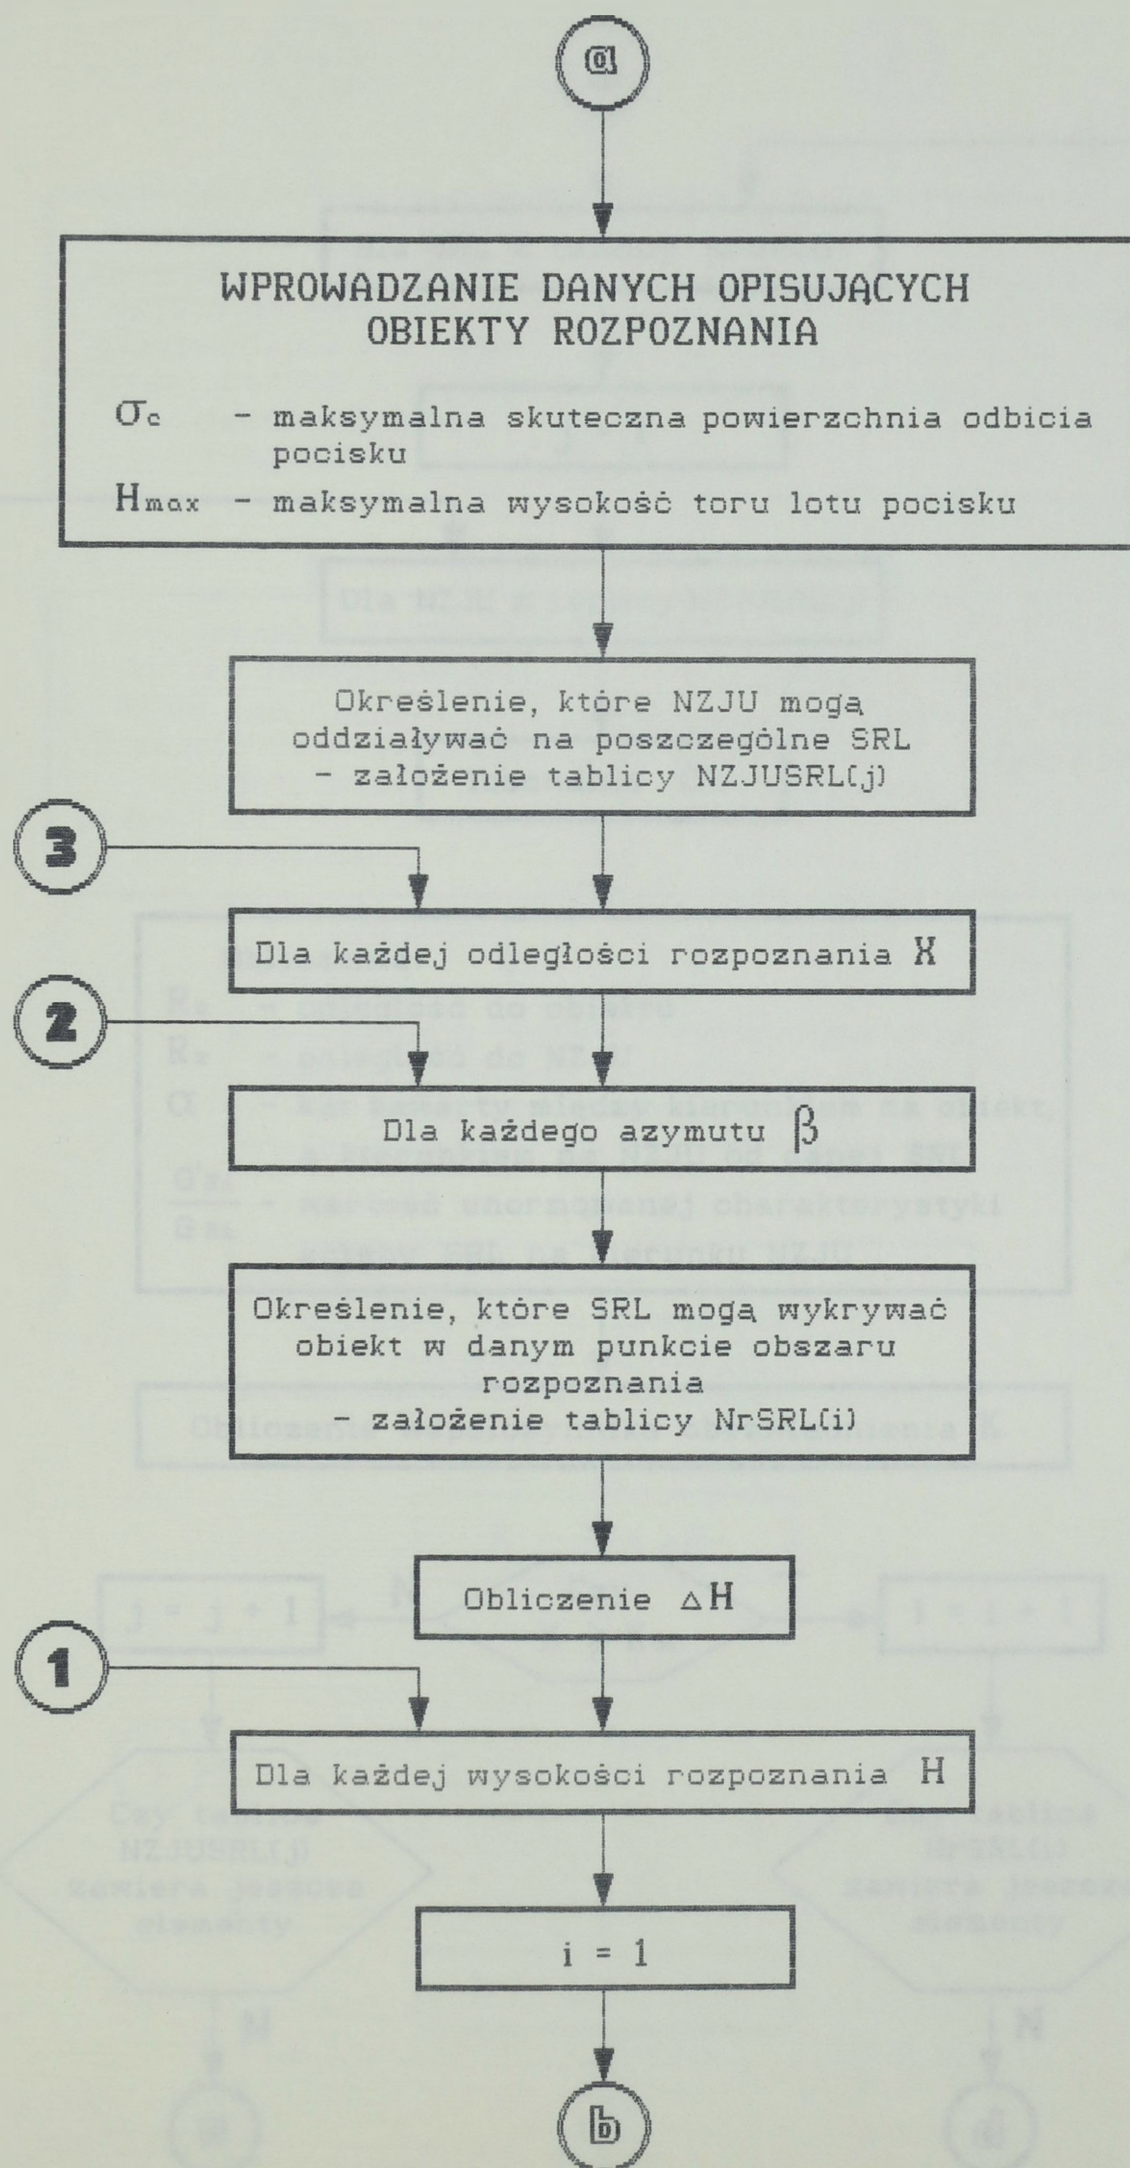 a
WPROWADZANIE DANYCH OPISUJĄCYCH
OBIEKTY ROZPOZNANIA
σc - maksymalna skuteczna powierzchnia odbicia
pocisku
Hmax - maksymalna wysokość toru lotu pocisku
Określenie, które NZJU mogą
oddziaływać na poszczególne SRL
- założenie tablicy NZJUSRL(j)
3
Dla każdej odległości rozpoznania X
2
Dla każdego azymutu β
Określenie, które SRL mogą wykrywać
obiekt w danym punkcie obszaru
rozpoznania
- założenie tablicy NrSRL(i)
Obliczenie △H
1
Dla każdej wysokości rozpoznania H
i = 1
b